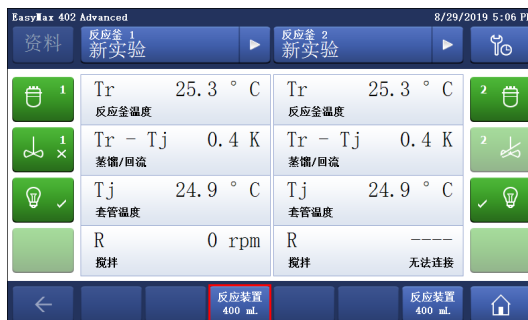 EasyMax 402 Advanced 8/29/2019 5:06 P
资料
反应釜 1
新实验
反应釜 2
新实验
1
Tr 25.3 ° C
反应釜温度
Tr 25.3 ° C
反应釜温度
2
1
Tr - Tj 0.4 K
蒸馏/回流
Tr - Tj 0.4 K
蒸馏/回流
2
Tj 24.9 ° C
套管温度
Tj 24.9 ° C
套管温度
R 0 rpm
搅拌
R ----
搅拌 无法连接
反应装置
400 mL
反应装置
400 mL